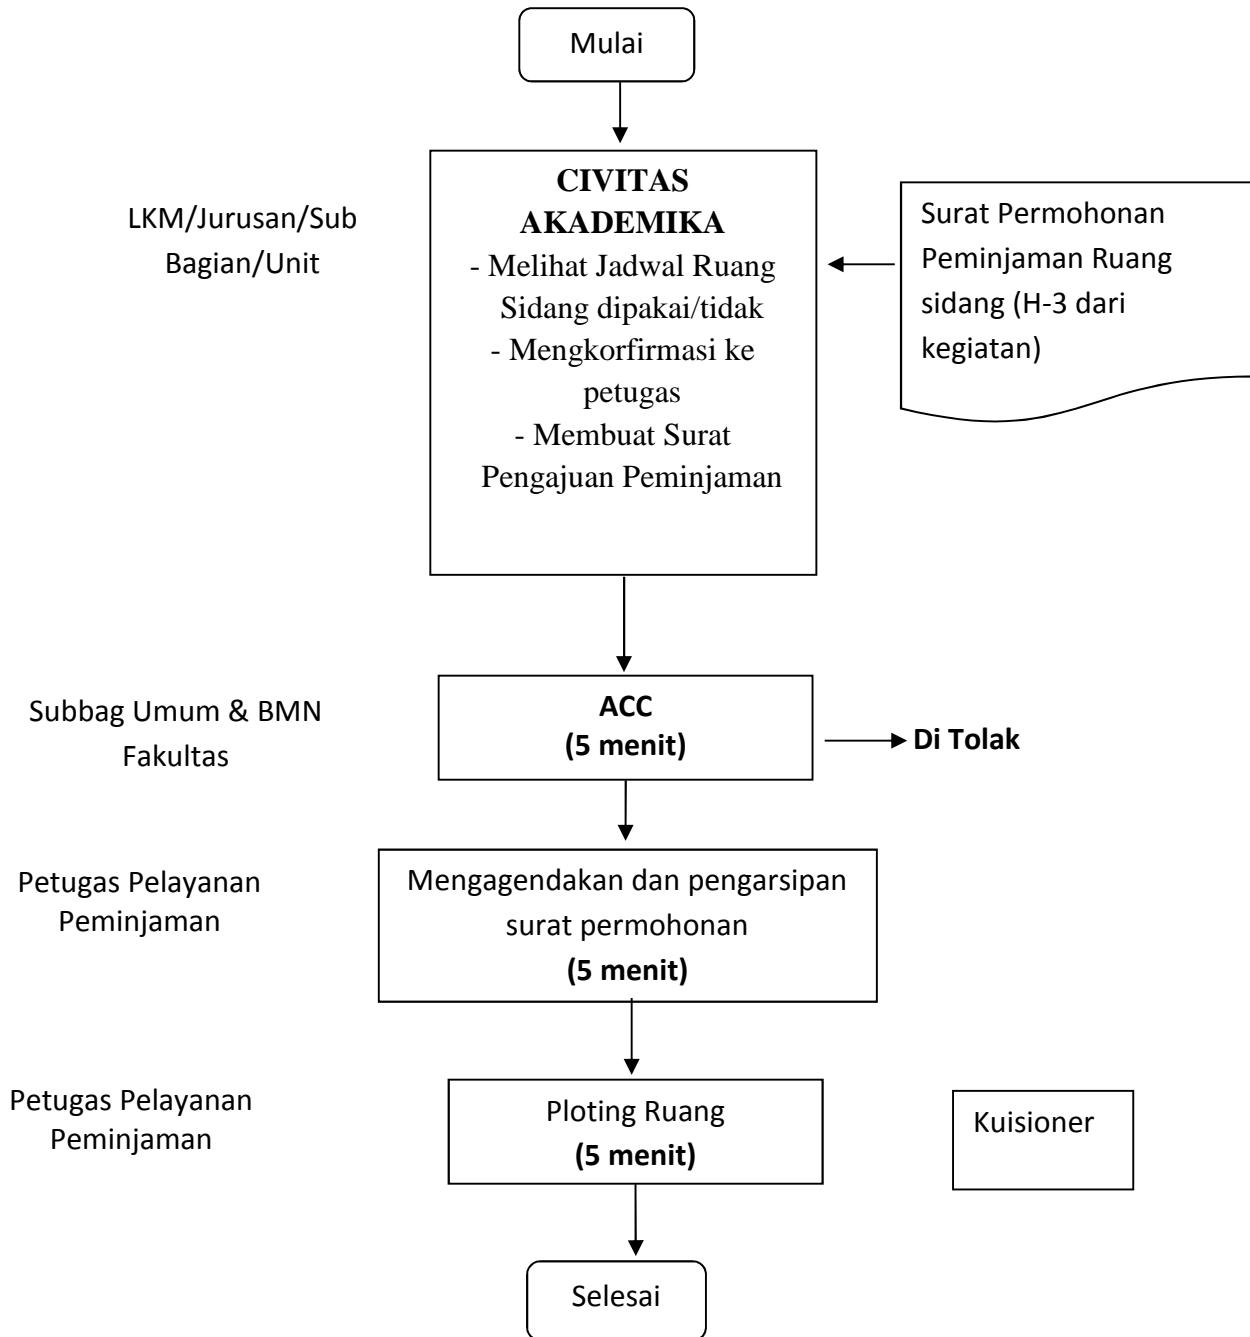 Mulai
LKM/Jurusan/Sub
Bagian/Unit
CIVITAS
AKADEMIKA
- Melihat Jadwal Ruang
Sidang dipakai/tidak
- Mengkorfirmasi ke
petugas
- Membuat Surat
Pengajuan Peminjaman
Surat Permohonan
Peminjaman Ruang
sidang (H-3 dari
kegiatan)
Subbag Umum & BMN
Fakultas
ACC
(5 menit)
Di Tolak
Petugas Pelayanan
Peminjaman
Mengagendakan dan pengarsipan
surat permohonan
(5 menit)
Petugas Pelayanan
Peminjaman
Ploting Ruang
(5 menit)
Kuisioner
Selesai